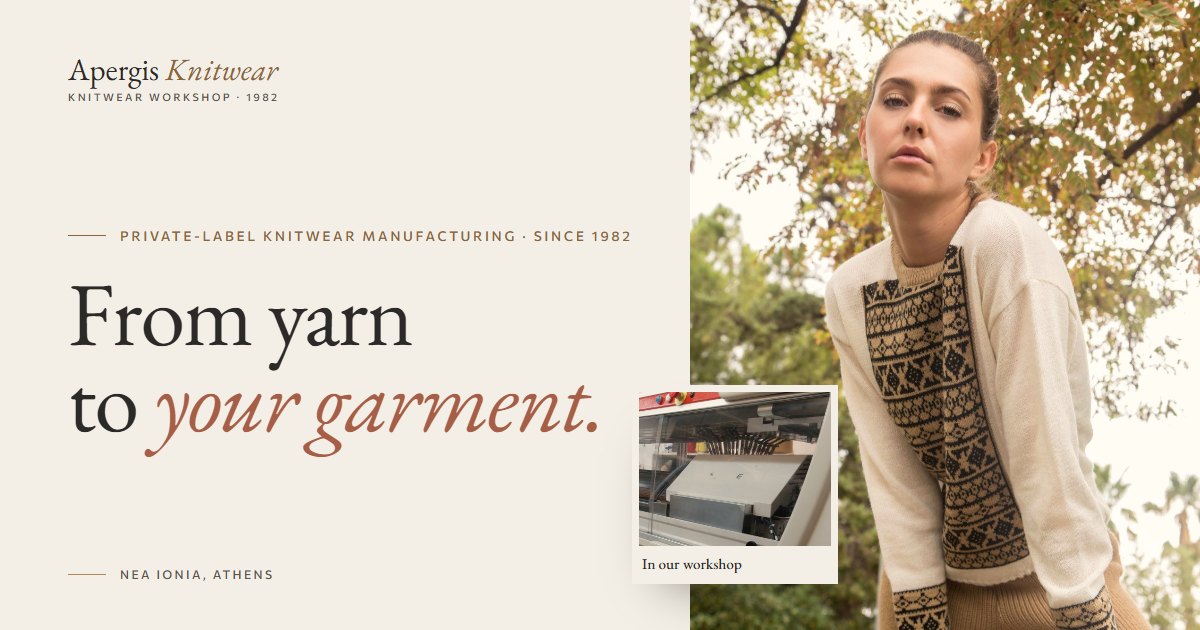 Apergis Knitwear
KNITWEAR WORKSHOP · 1982
PRIVATE-LABEL KNITWEAR MANUFACTURING · SINCE 1982
From yarn
to your garment.
In our workshop
NEA IONIA, ATHENS